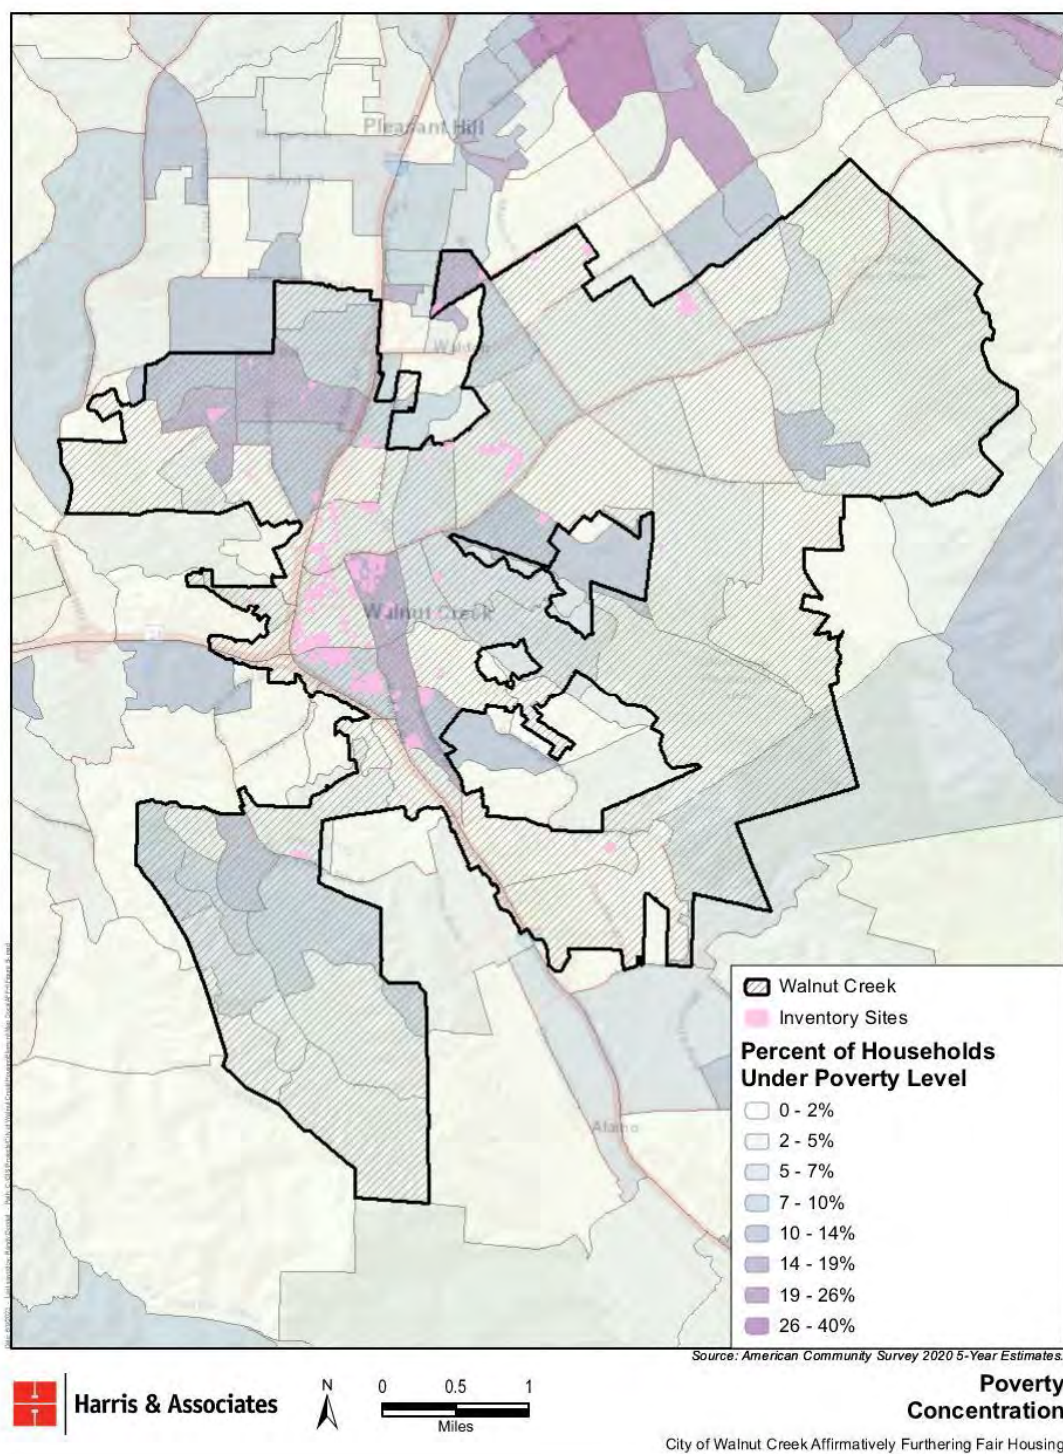 Pleasant Hill
Walnut Creek
Alamo
Walnut Creek
Inventory Sites
Percent of Households
Under Poverty Level
0 - 2%
2 - 5%
5 - 7%
7 - 10%
10 - 14%
14 - 19%
19 - 26%
26 - 40%
Source: American Community Survey 2020 5-Year Estimates.
Harris & Associates
N
0 0.5 1
Miles
Poverty
Concentration
City of Walnut Creek Affirmatively Furthering Fair Housing